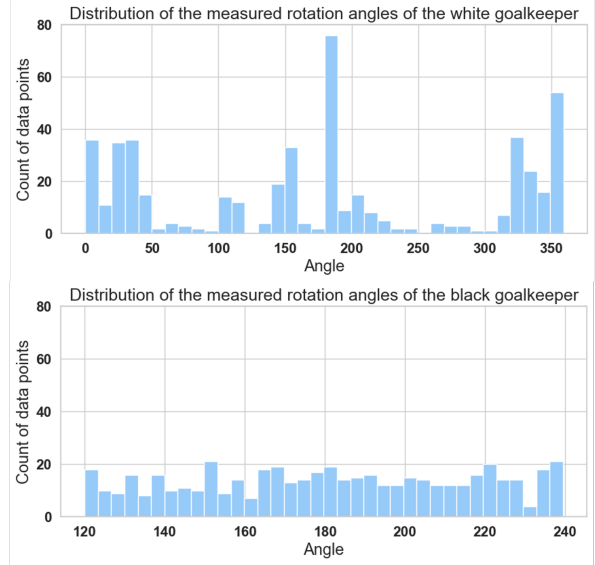 Distribution of the measured rotation angles of the white goalkeeper
80
60
40
20
0
Count of data points
0 50 100 150 200 250 300 350
Angle
Distribution of the measured rotation angles of the black goalkeeper
80
60
40
20
0
Count of data points
120 140 160 180 200 220 240
Angle